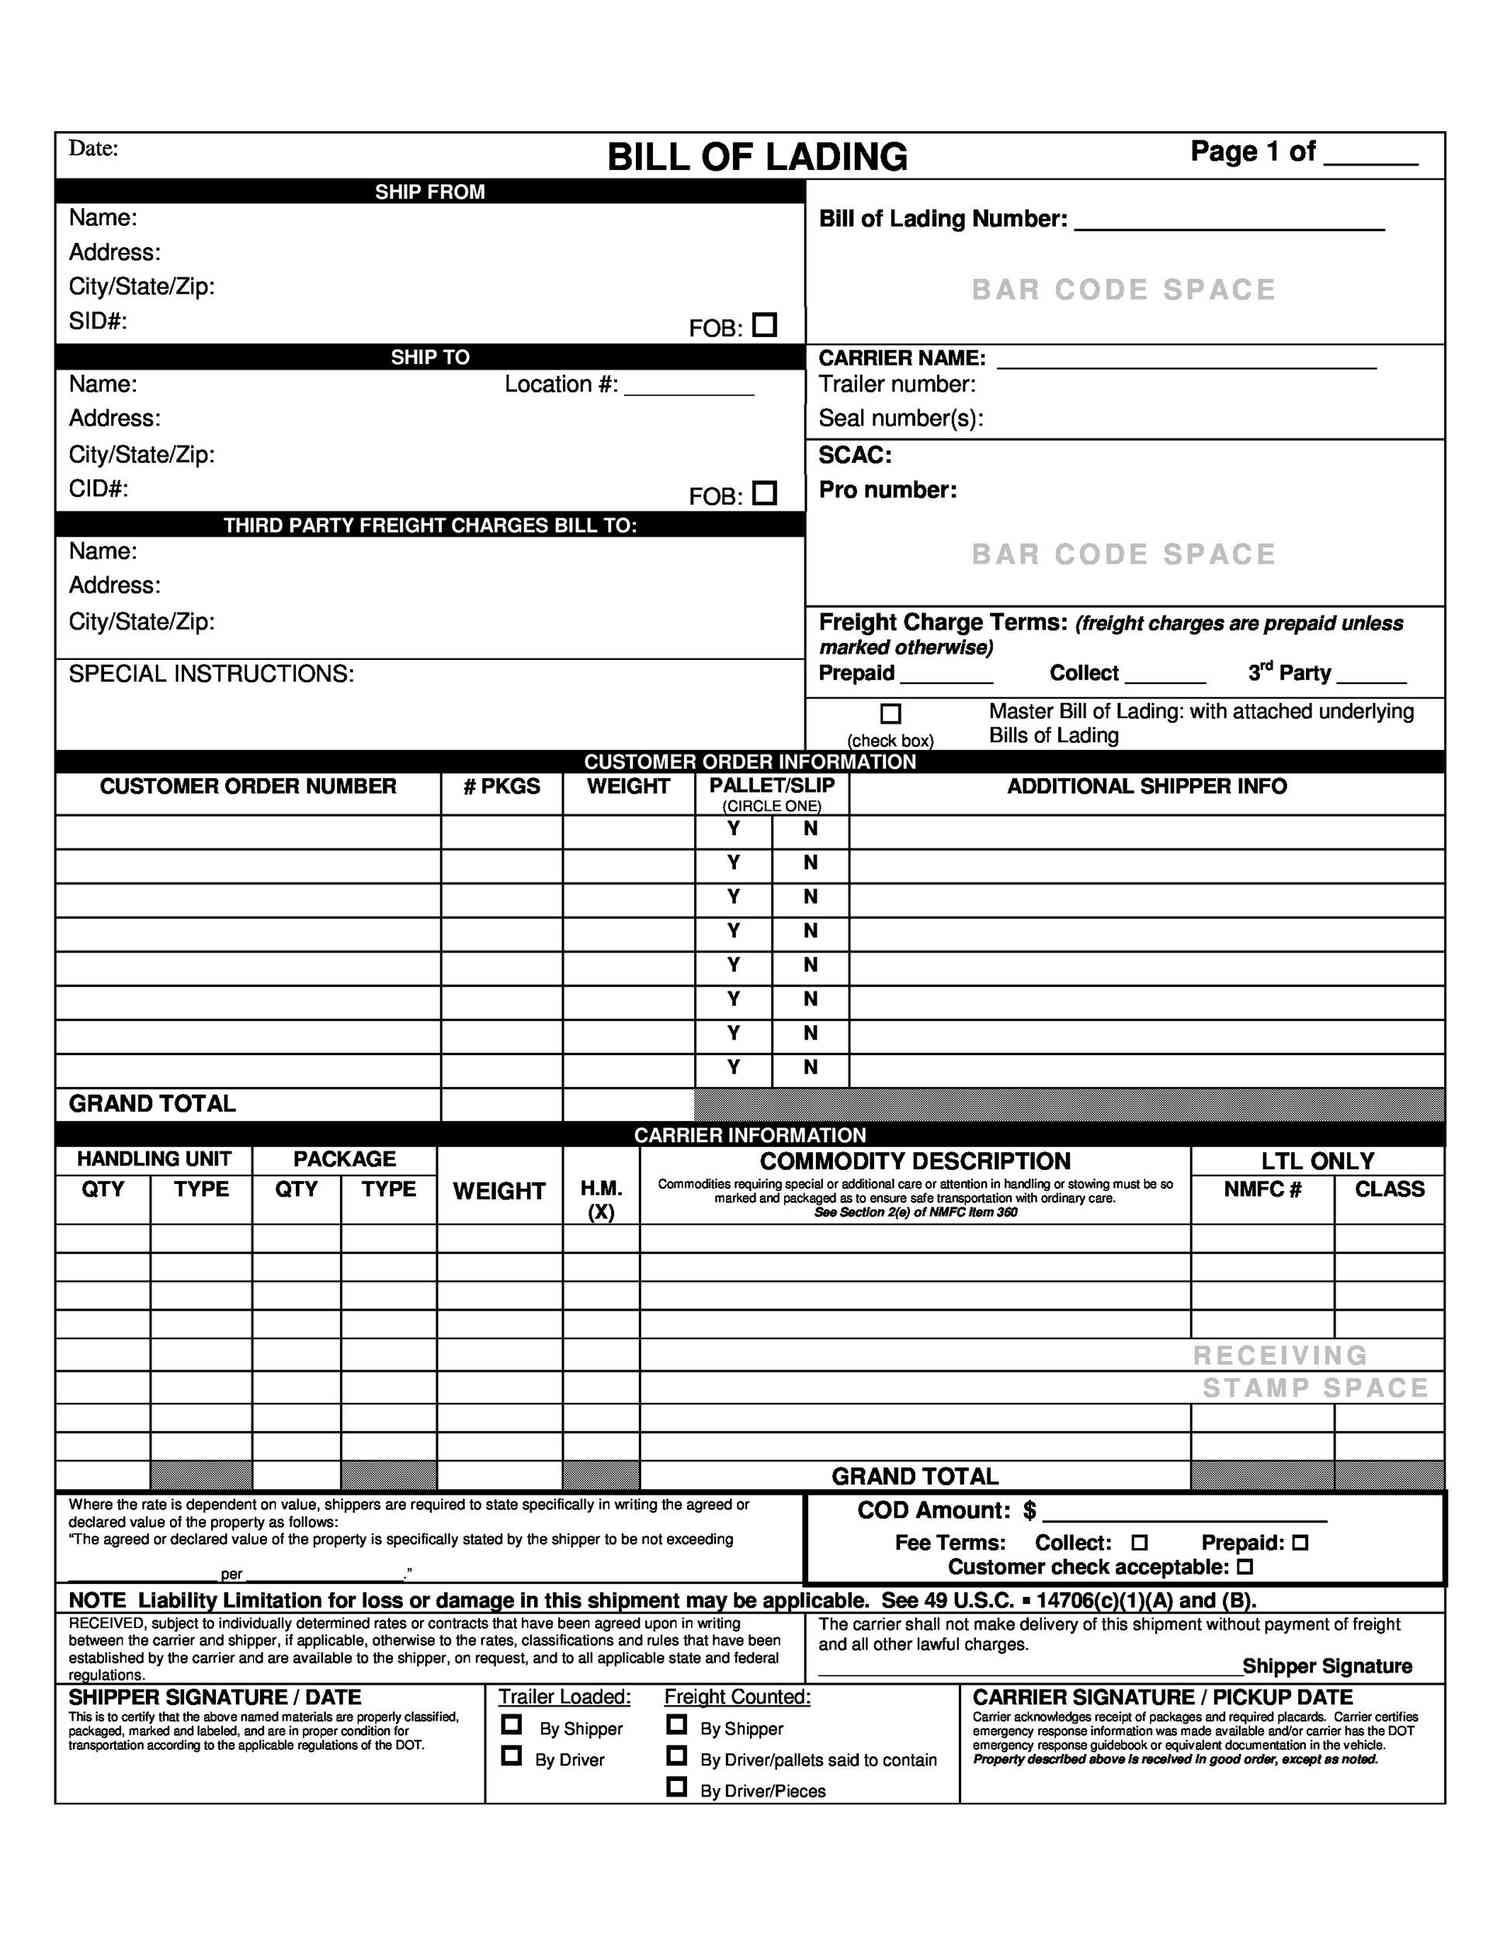 Date:
BILL OF LADING
Page 1 of _______
SHIP FROM
Name:
Address:
City/State/Zip:
SID#:
FOB: ☐
Bill of Lading Number: _______________________
BAR CODE SPACE
SHIP TO
Name:
Location #: __________
Address:
City/State/Zip:
CID#:
FOB: ☐
CARRIER NAME: ______________________________
Trailer number:
Seal number(s):
SCAC:
Pro number:
BAR CODE SPACE
THIRD PARTY FREIGHT CHARGES BILL TO:
Name:
Address:
City/State/Zip:
SPECIAL INSTRUCTIONS:
Freight Charge Terms: (freight charges are prepaid unless
marked otherwise)
Prepaid ________ Collect _______ 3rd Party ______
☐
(check box)
Master Bill of Lading: with attached underlying
Bills of Lading
CUSTOMER ORDER INFORMATION
CUSTOMER ORDER NUMBER # PKGS WEIGHT PALLET/SLIP ADDITIONAL SHIPPER INFO
(CIRCLE ONE)
Y N
Y N
Y N
Y N
Y N
Y N
Y N
Y N
GRAND TOTAL
CARRIER INFORMATION
HANDLING UNIT PACKAGE COMMODITY DESCRIPTION LTL ONLY
QTY TYPE QTY TYPE WEIGHT H.M.
(X)
Commodities requiring special or additional care or attention in handling or stowing must be so
marked and packaged as to ensure safe transportation with ordinary care.
See Section 2(e) of NMFC Item 360
NMFC # CLASS
RECEIVING
STAMP SPACE
GRAND TOTAL
Where the rate is dependent on value, shippers are required to state specifically in writing the agreed or
declared value of the property as follows:
“The agreed or declared value of the property is specifically stated by the shipper to be not exceeding
__________________ per ___________________.”
COD Amount: $ ____________________
Fee Terms: Collect: ☐ Prepaid: ☐
Customer check acceptable: ☐
NOTE Liability Limitation for loss or damage in this shipment may be applicable. See 49 U.S.C. ▪ 14706(c)(1)(A) and (B).
RECEIVED, subject to individually determined rates or contracts that have been agreed upon in writing
between the carrier and shipper, if applicable, otherwise to the rates, classifications and rules that have been
established by the carrier and are available to the shipper, on request, and to all applicable state and federal
regulations.
The carrier shall not make delivery of this shipment without payment of freight
and all other lawful charges.
_______________________________________Shipper Signature
SHIPPER SIGNATURE / DATE
This is to certify that the above named materials are properly classified,
packaged, marked and labeled, and are in proper condition for
transportation according to the applicable regulations of the DOT.
Trailer Loaded:
☐ By Shipper
☐ By Driver
Freight Counted:
☐ By Shipper
☐ By Driver/pallets said to contain
☐ By Driver/Pieces
CARRIER SIGNATURE / PICKUP DATE
Carrier acknowledges receipt of packages and required placards. Carrier certifies
emergency response information was made available and/or carrier has the DOT
emergency response guidebook or equivalent documentation in the vehicle.
Property described above is received in good order, except as noted.